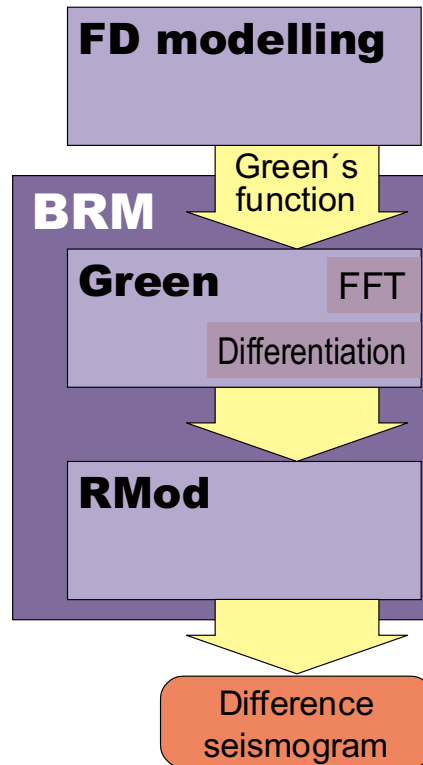 FD modelling
Green´s
function
BRM
Green
FFT
Differentiation
RMod
Difference
seismogram